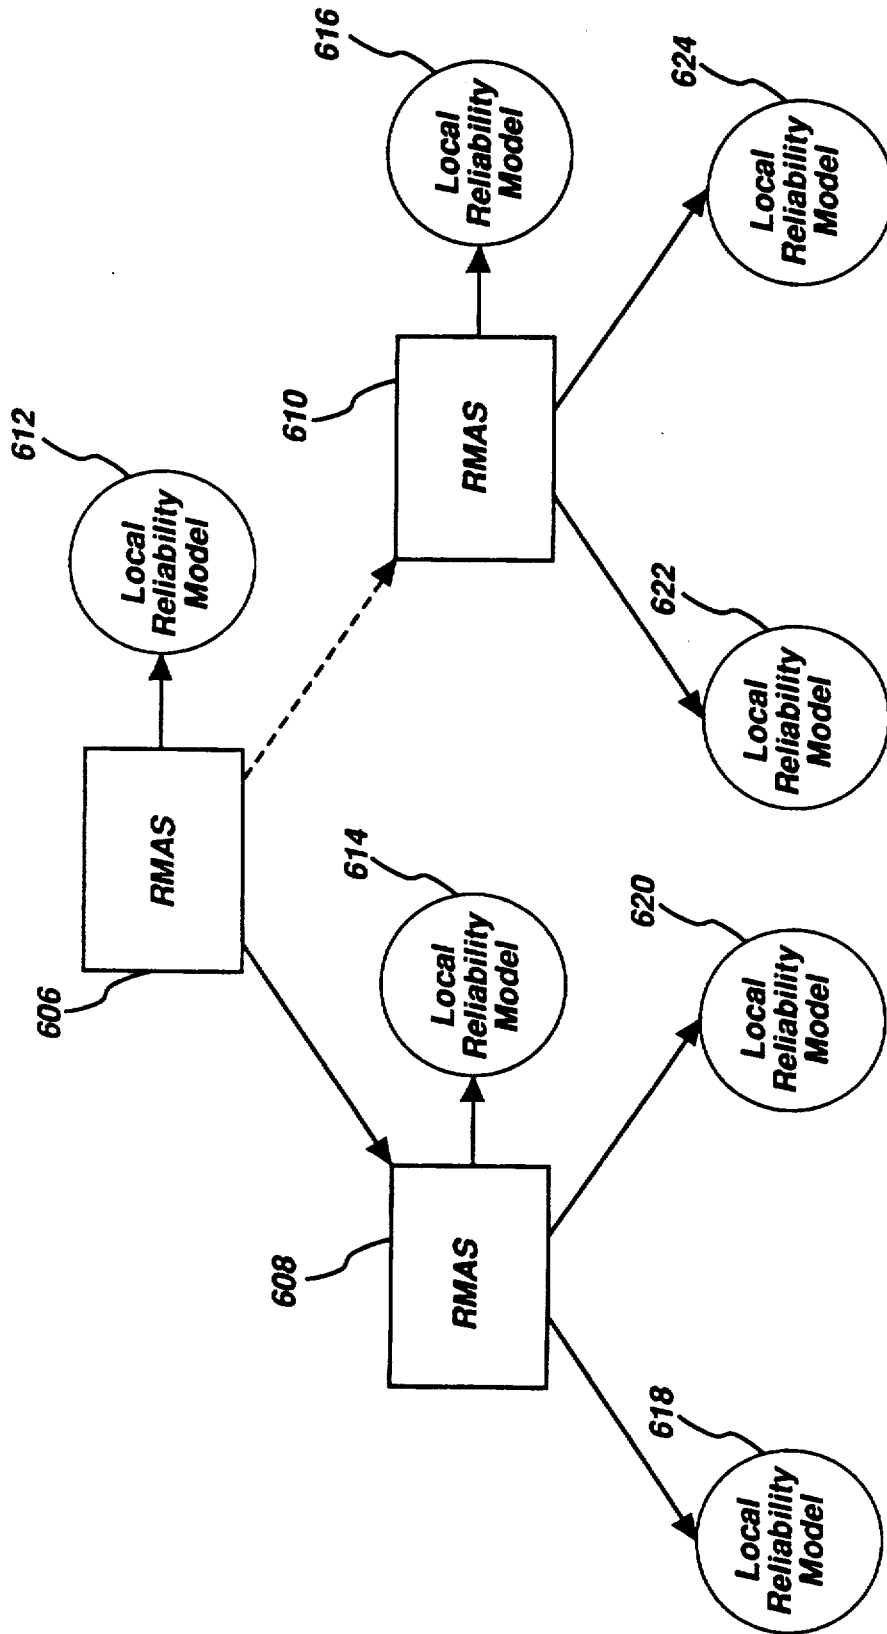 606
RMAS
612
Local
Reliability
Model
608
RMAS
614
Local
Reliability
Model
610
RMAS
616
Local
Reliability
Model
618
Local
Reliability
Model
620
Local
Reliability
Model
622
Local
Reliability
Model
624
Local
Reliability
Model